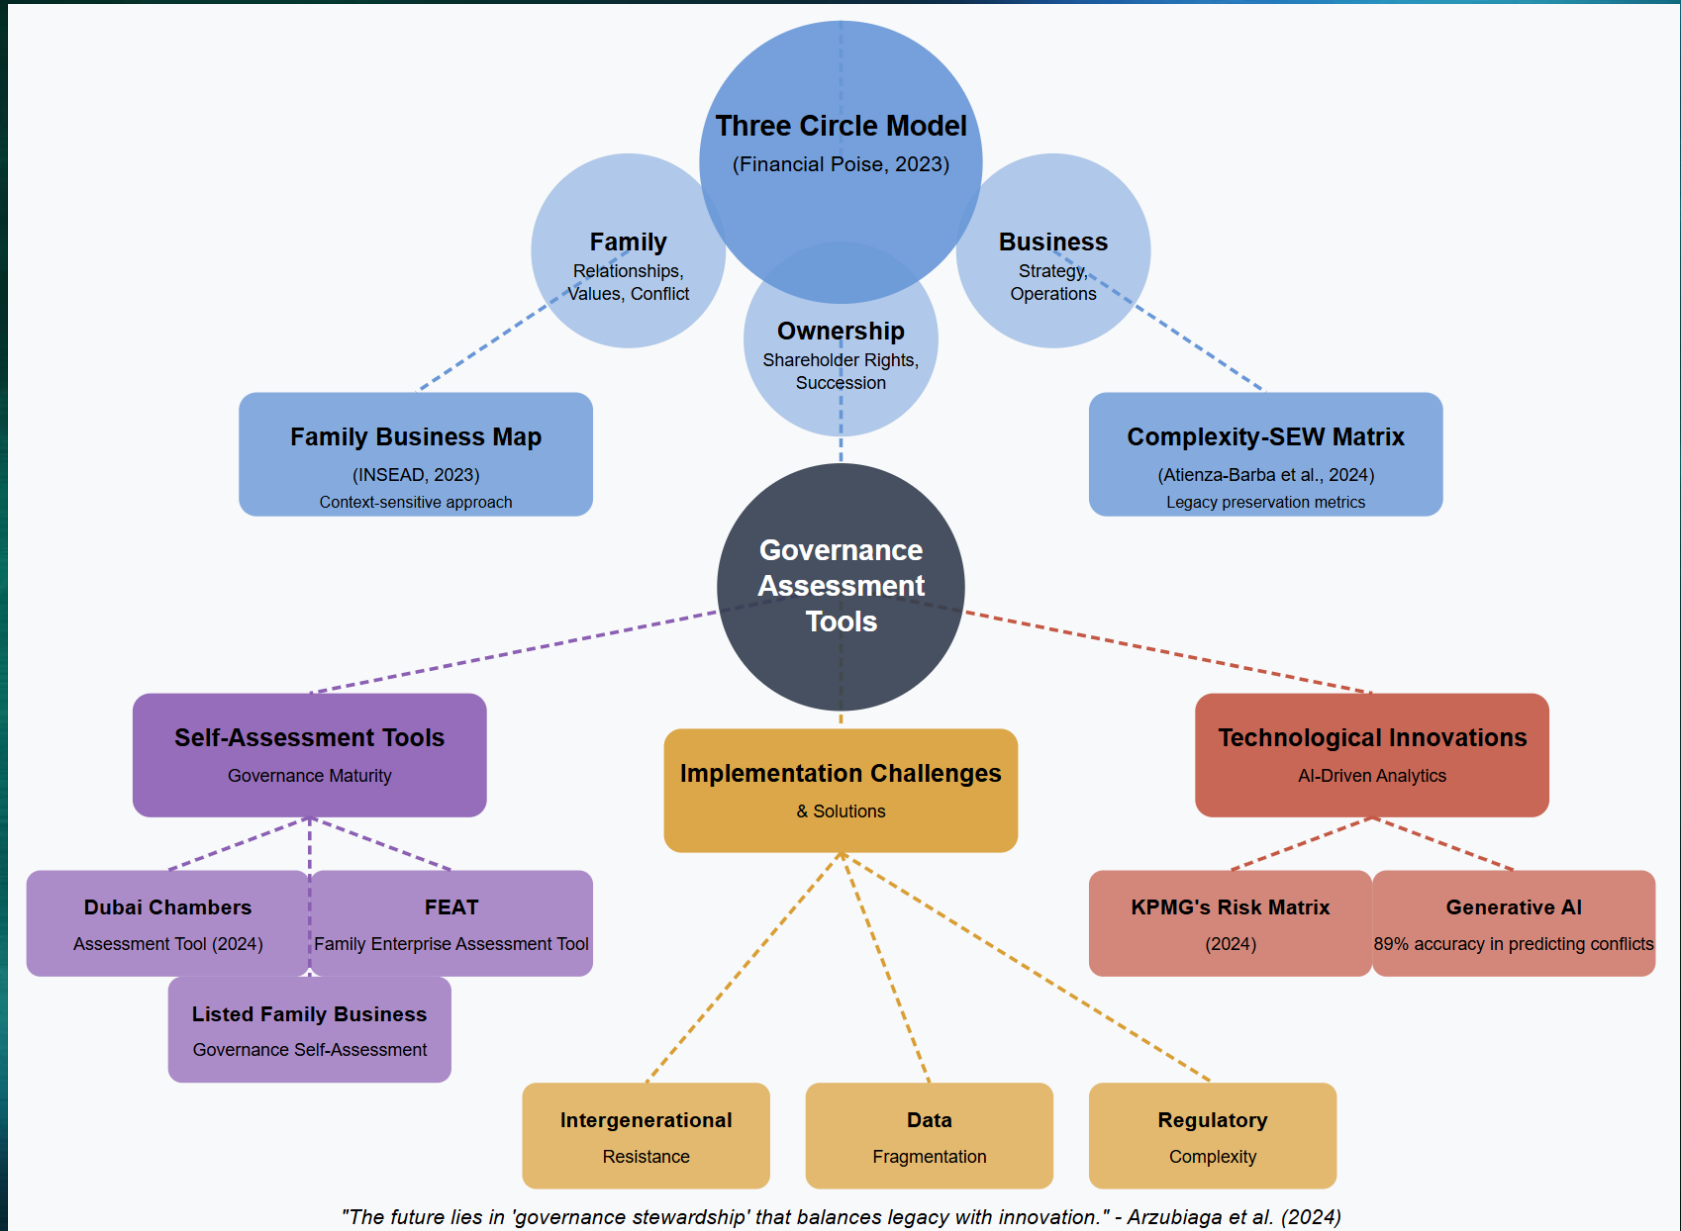 Three Circle Model
(Financial Poise, 2023)
Family
Relationships,
Values, Conflict
Business
Strategy,
Operations
Ownership
Shareholder Rights,
Succession
Family Business Map
(INSEAD, 2023)
Context-sensitive approach
Complexity-SEW Matrix
(Atienza-Barba et al., 2024)
Legacy preservation metrics
Governance
Assessment
Tools
Self-Assessment Tools
Governance Maturity
Implementation Challenges
& Solutions
Technological Innovations
AI-Driven Analytics
Dubai Chambers
Assessment Tool (2024)
FEAT
Family Enterprise Assessment Tool
Listed Family Business
Governance Self-Assessment
KPMG's Risk Matrix
(2024)
Generative AI
89% accuracy in predicting conflicts
Intergenerational
Resistance
Data
Fragmentation
Regulatory
Complexity
"The future lies in 'governance stewardship' that balances legacy with innovation." - Arzubiaga et al. (2024)